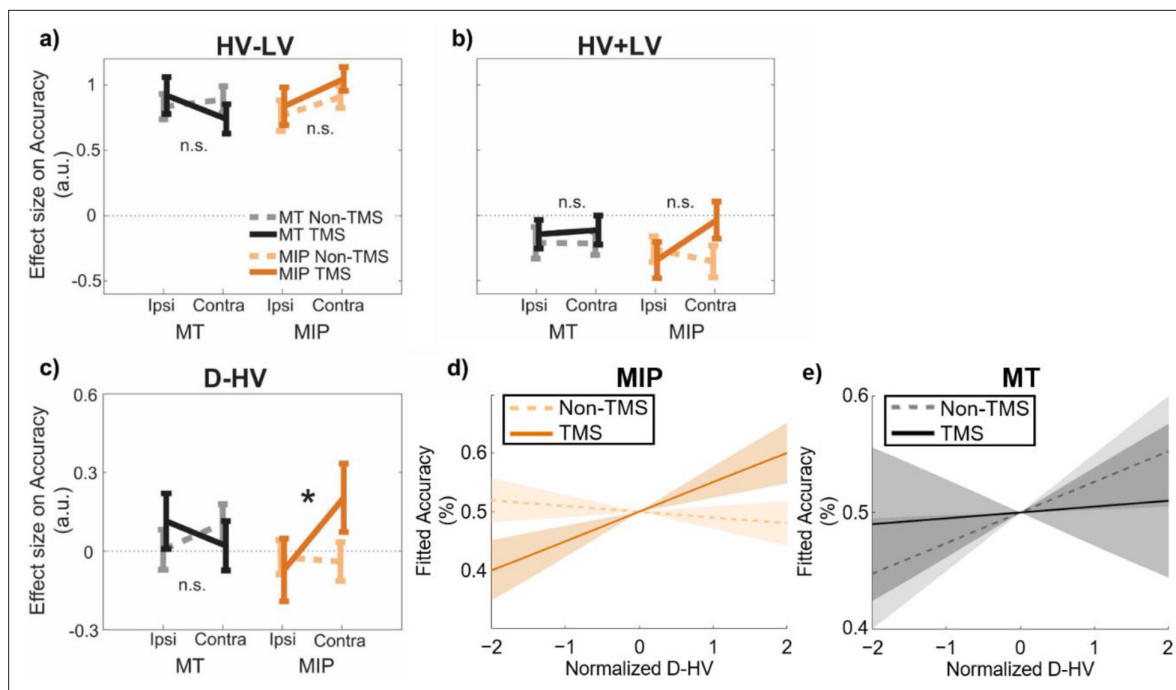 a)
HV-LV
Effect size on Accuracy
(a.u.)
1
0.5
0
-0.5
n.s.
n.s.
MT Non-TMS
MT TMS
MIP Non-TMS
MIP TMS
Ipsi Contra Ipsi Contra
MT MIP
b)
HV+LV
n.s. n.s.
Ipsi Contra Ipsi Contra
MT MIP
c)
D-HV
Effect size on Accuracy
(a.u.)
0.6
0.3
0
-0.3
*
n.s.
Ipsi Contra Ipsi Contra
MT MIP
d)
MIP
Non-TMS
TMS
Fitted Accuracy
(%)
0.6
0.5
0.4
−2 −1 0 1 2
Normalized D-HV
e)
MT
Non-TMS
TMS
Fitted Accuracy
(%)
0.6
0.5
0.4
−2 −1 0 1 2
Normalized D-HV